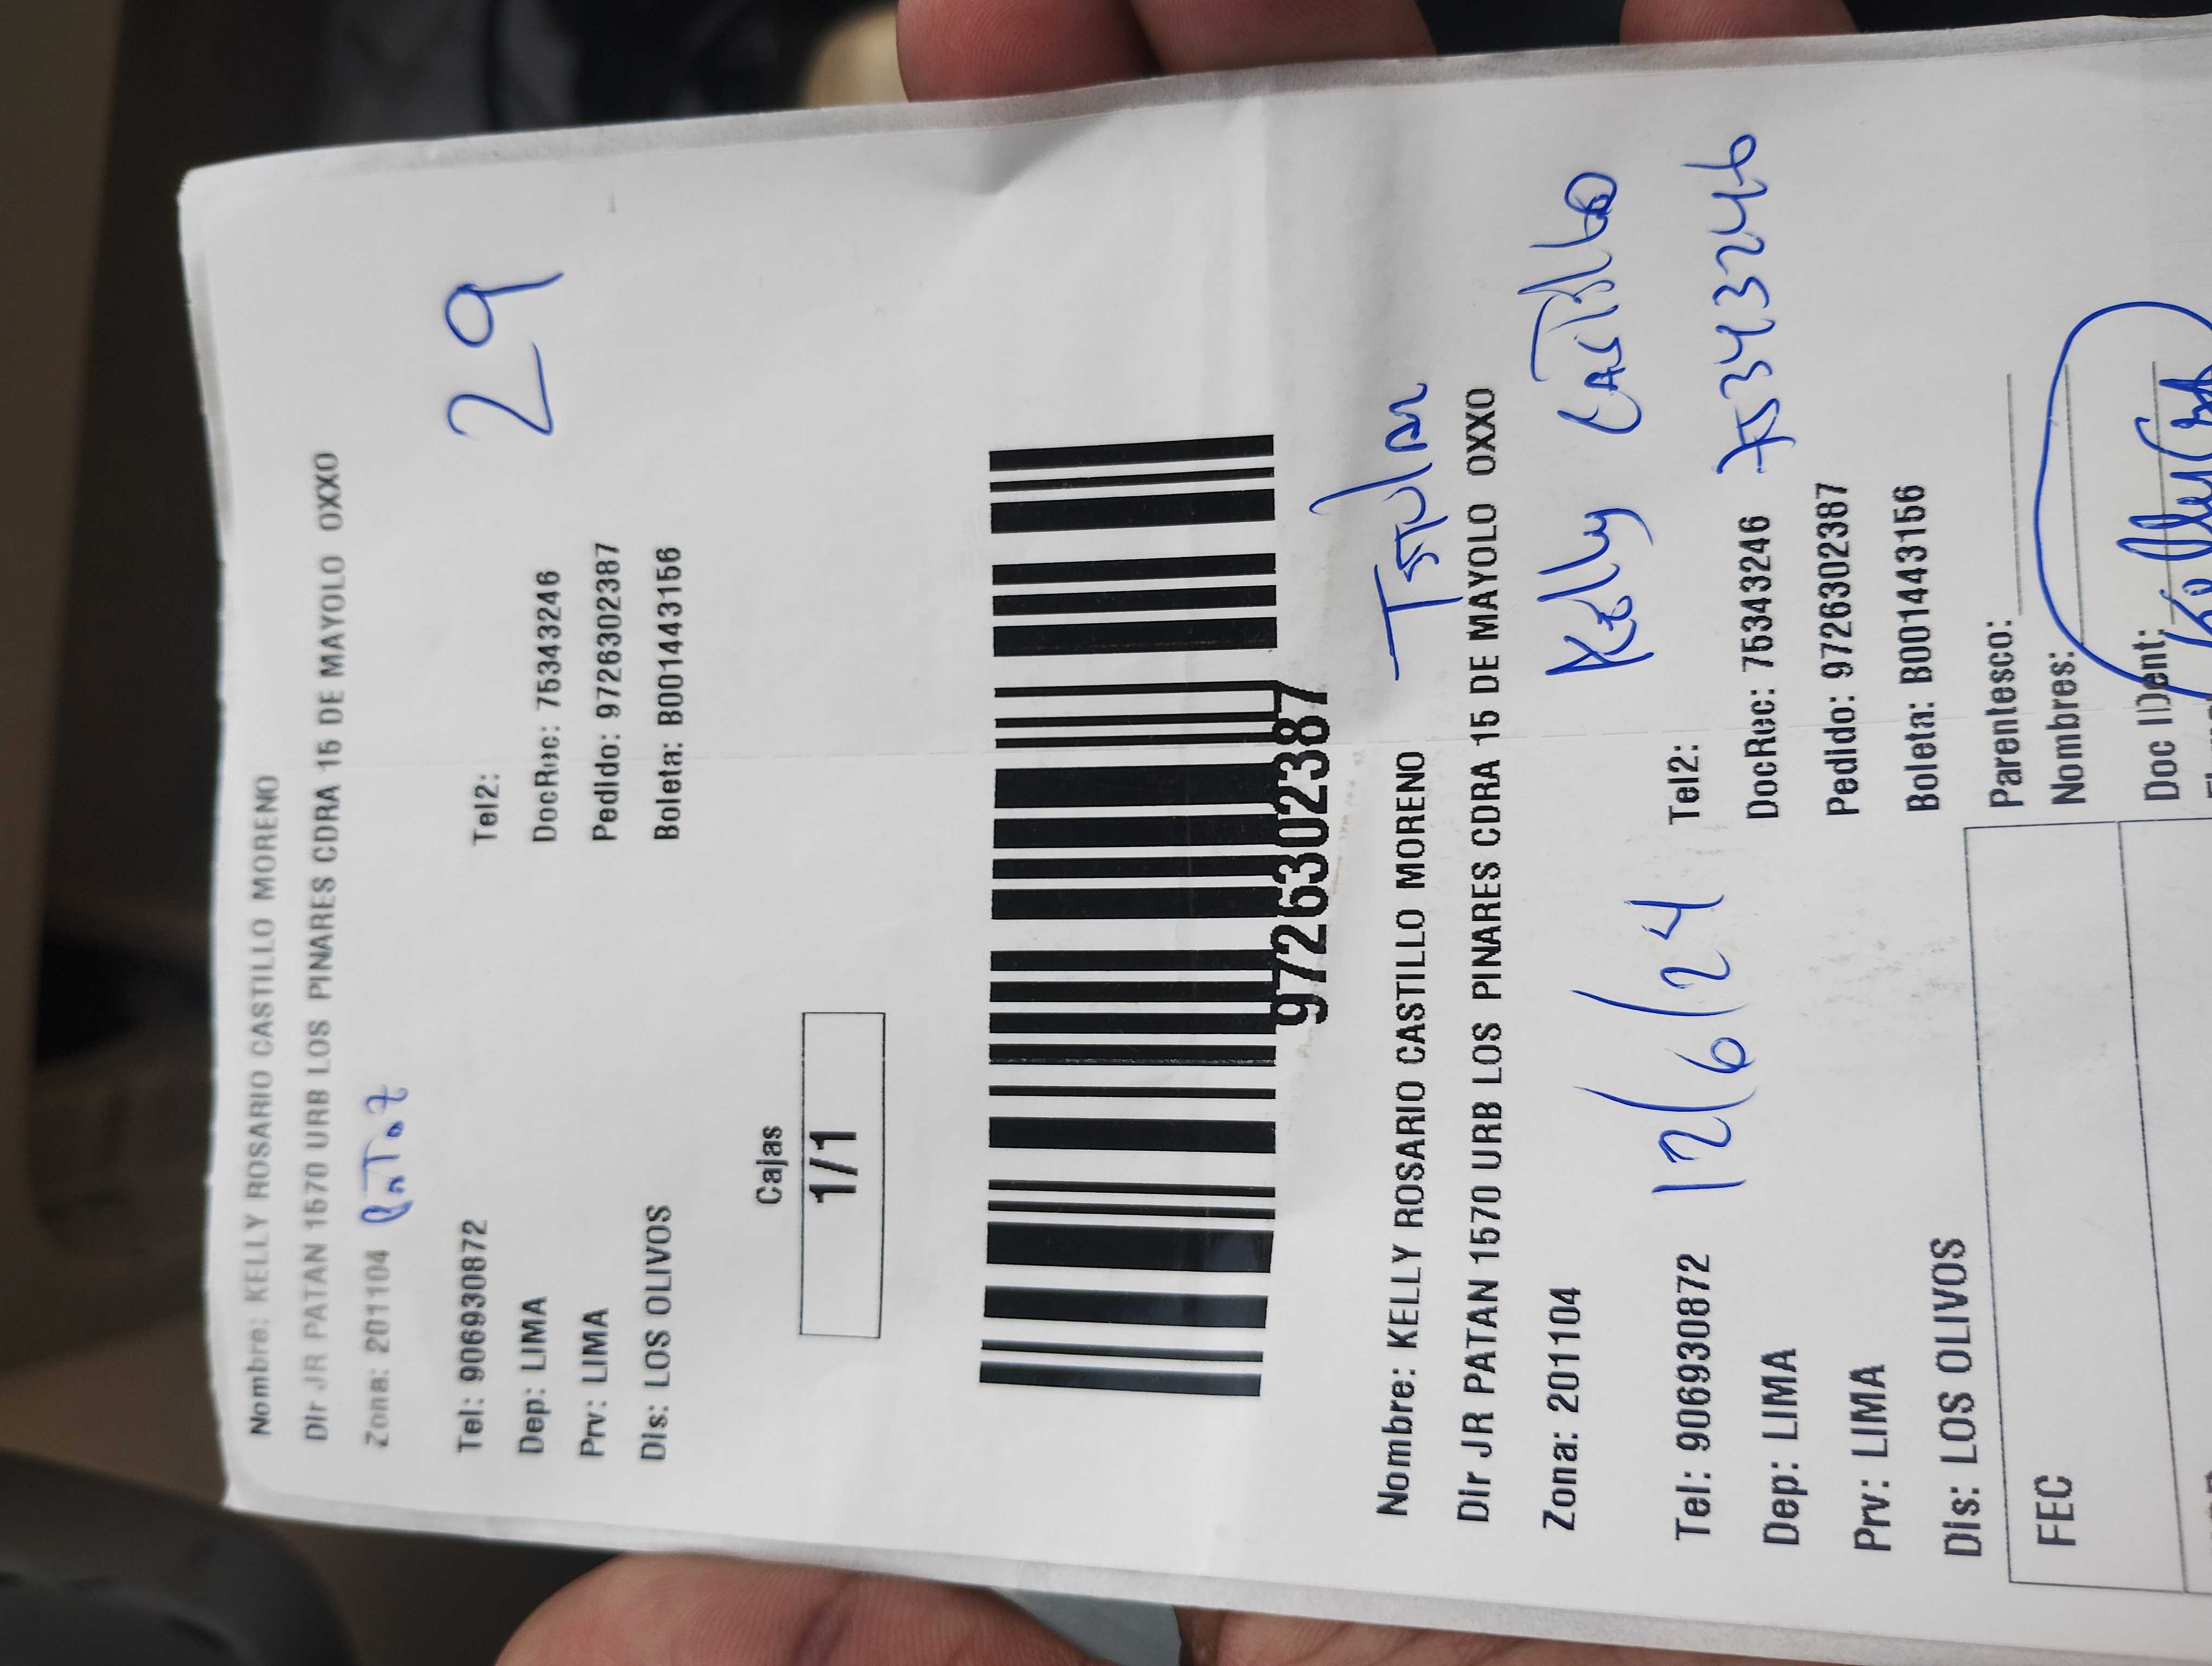 Nombre: KELLY ROSARIO CASTILLO MORENO
Dir JR PATAN 1570 URB LOS PINARES CDRA 15 DE MAYOLO OXXO
Zona: 201104
29
Tel: 906930872 Tel2:
Dep: LIMA DocRec: 75343246
Prv: LIMA Pedido: 9726302387
Dis: LOS OLIVOS Boleta: B001443156
Cajas
1/1
9726302387
Nombre: KELLY ROSARIO CASTILLO MORENO
Dir JR PATAN 1570 URB LOS PINARES CDRA 15 DE MAYOLO OXXO
Zona: 201104 Kelly Castillo
12/6/24
Tel: 906930872 Tel2: 75343246
Dep: LIMA DocRec: 75343246
Prv: LIMA Pedido: 9726302387
Dis: LOS OLIVOS Boleta: B001443156
Parentesco:
FEC Nombres:
Doc IDent: